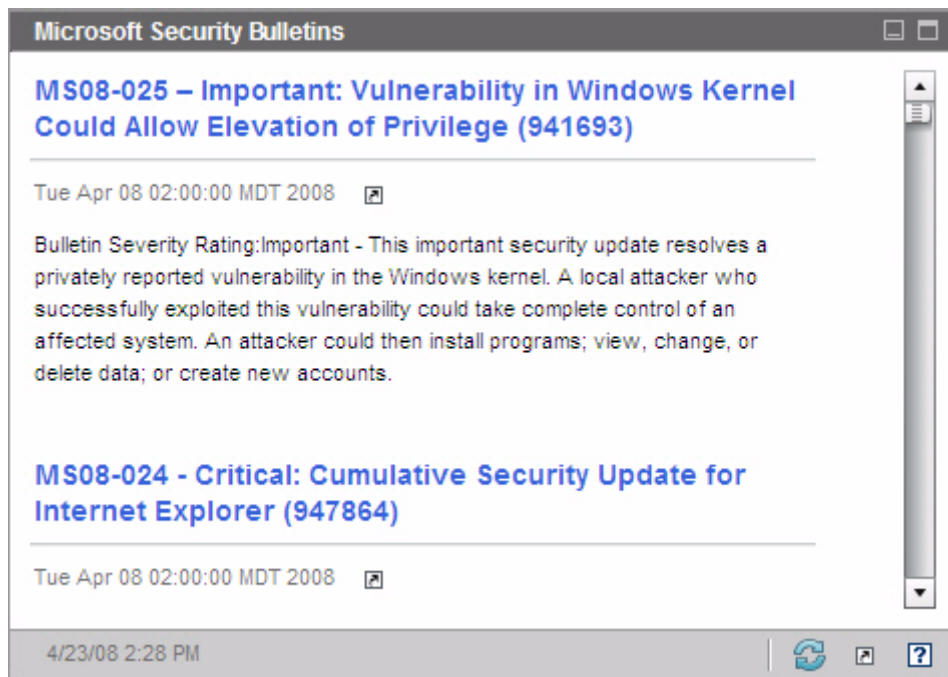 Microsoft Security Bulletins
MS08-025 – Important: Vulnerability in Windows Kernel
Could Allow Elevation of Privilege (941693)
Tue Apr 08 02:00:00 MDT 2008
Bulletin Severity Rating:Important - This important security update resolves a
privately reported vulnerability in the Windows kernel. A local attacker who
successfully exploited this vulnerability could take complete control of an
affected system. An attacker could then install programs; view, change, or
delete data; or create new accounts.
MS08-024 - Critical: Cumulative Security Update for
Internet Explorer (947864)
Tue Apr 08 02:00:00 MDT 2008
4/23/08 2:28 PM
?